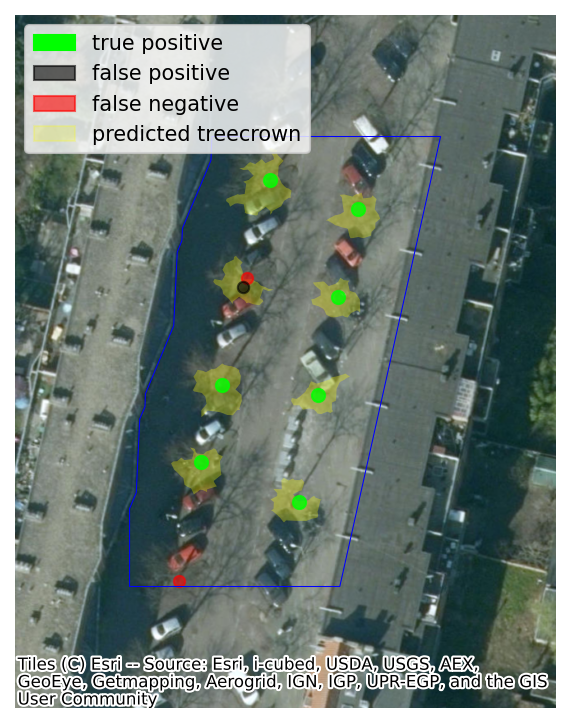 true positive
false positive
false negative
predicted treecrown
Tiles (C) Esri -- Source: Esri, i-cubed, USDA, USGS, AEX,
GeoEye, Getmapping, Aerogrid, IGN, IGP, UPR-EGP, and the GIS
User Community